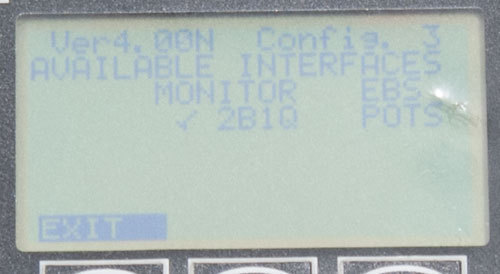 Ver4.00N Config. 3
AVAILABLE INTERFACES
MONITOR EBS
✓ 2B1Q POTS
EXIT